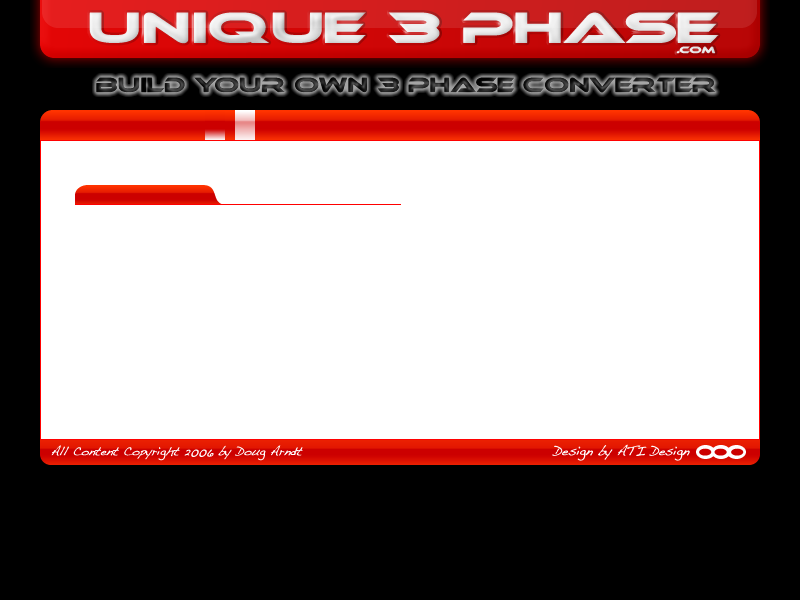 UNIQUE 3 PHASE
.COM
BUILD YOUR OWN 3 PHASE CONVERTER
All Content Copyright 2006 by Doug Arndt
Design by ATI Design